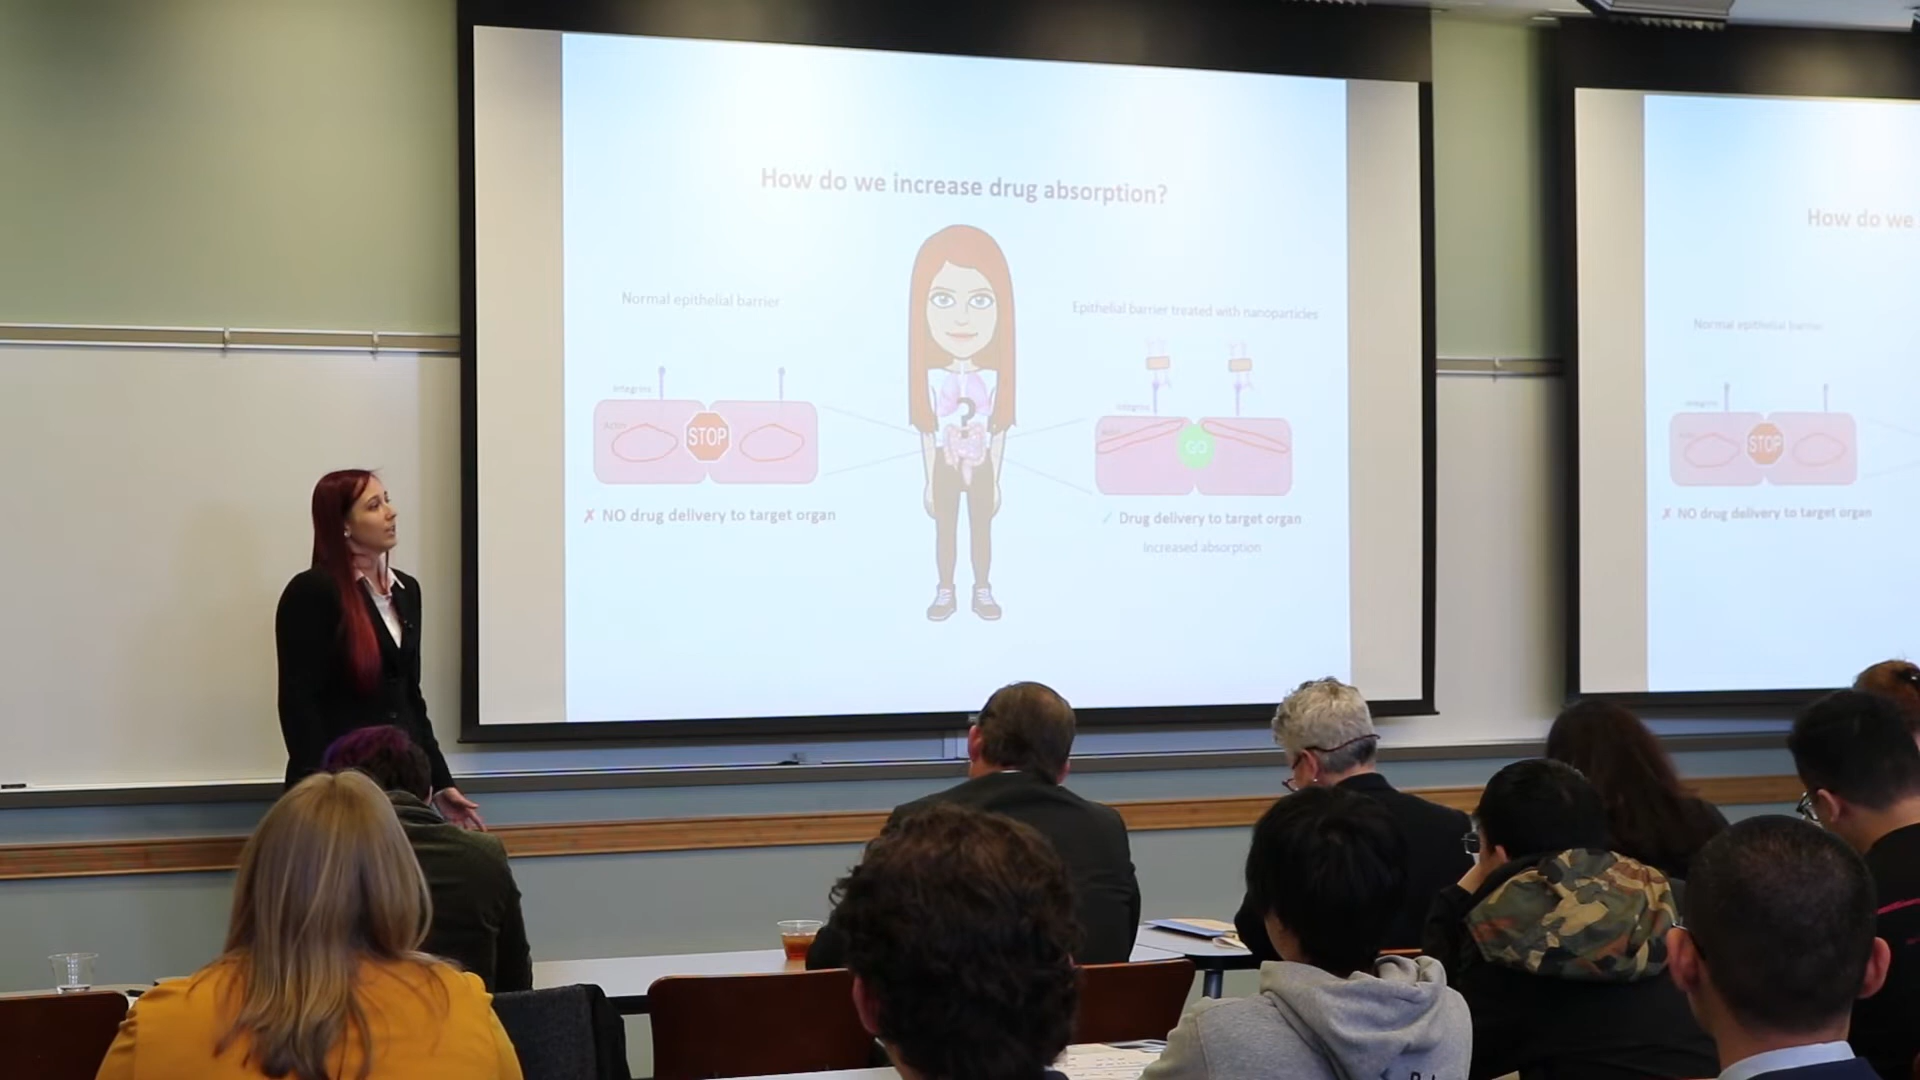 How do we increase drug absorption?
Normal epithelial barrier
Epithelial barrier treated with nanoparticles
Integrins
Integrins
Actin
STOP
GO
?
✗ NO drug delivery to target organ
✓ Drug delivery to target organ
Increased absorption
How do we
Normal epithelial barrier
STOP
✗ NO drug delivery to target organ